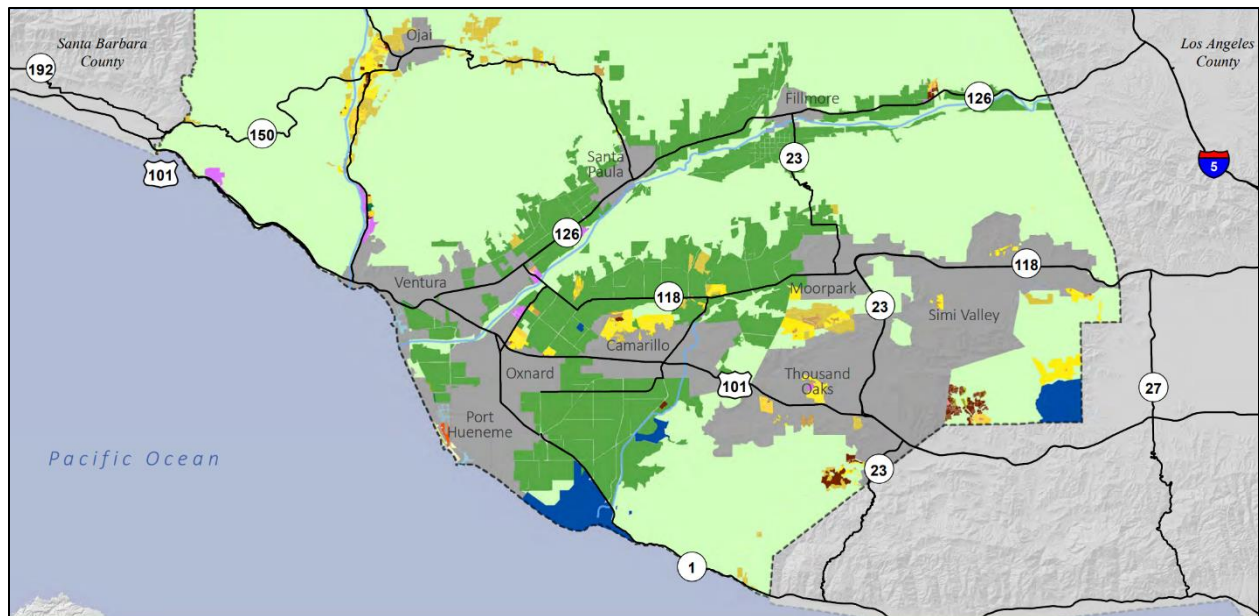 Santa Barbara
County
Ojai
Los Angeles
County
192
150
101
Fillmore
126
5
Santa
Paula
23
126
Ventura
118
Moorpark
118
23
Simi Valley
Camarillo
Oxnard
101
Thousand
Oaks
27
Port
Hueneme
Pacific Ocean
23
1